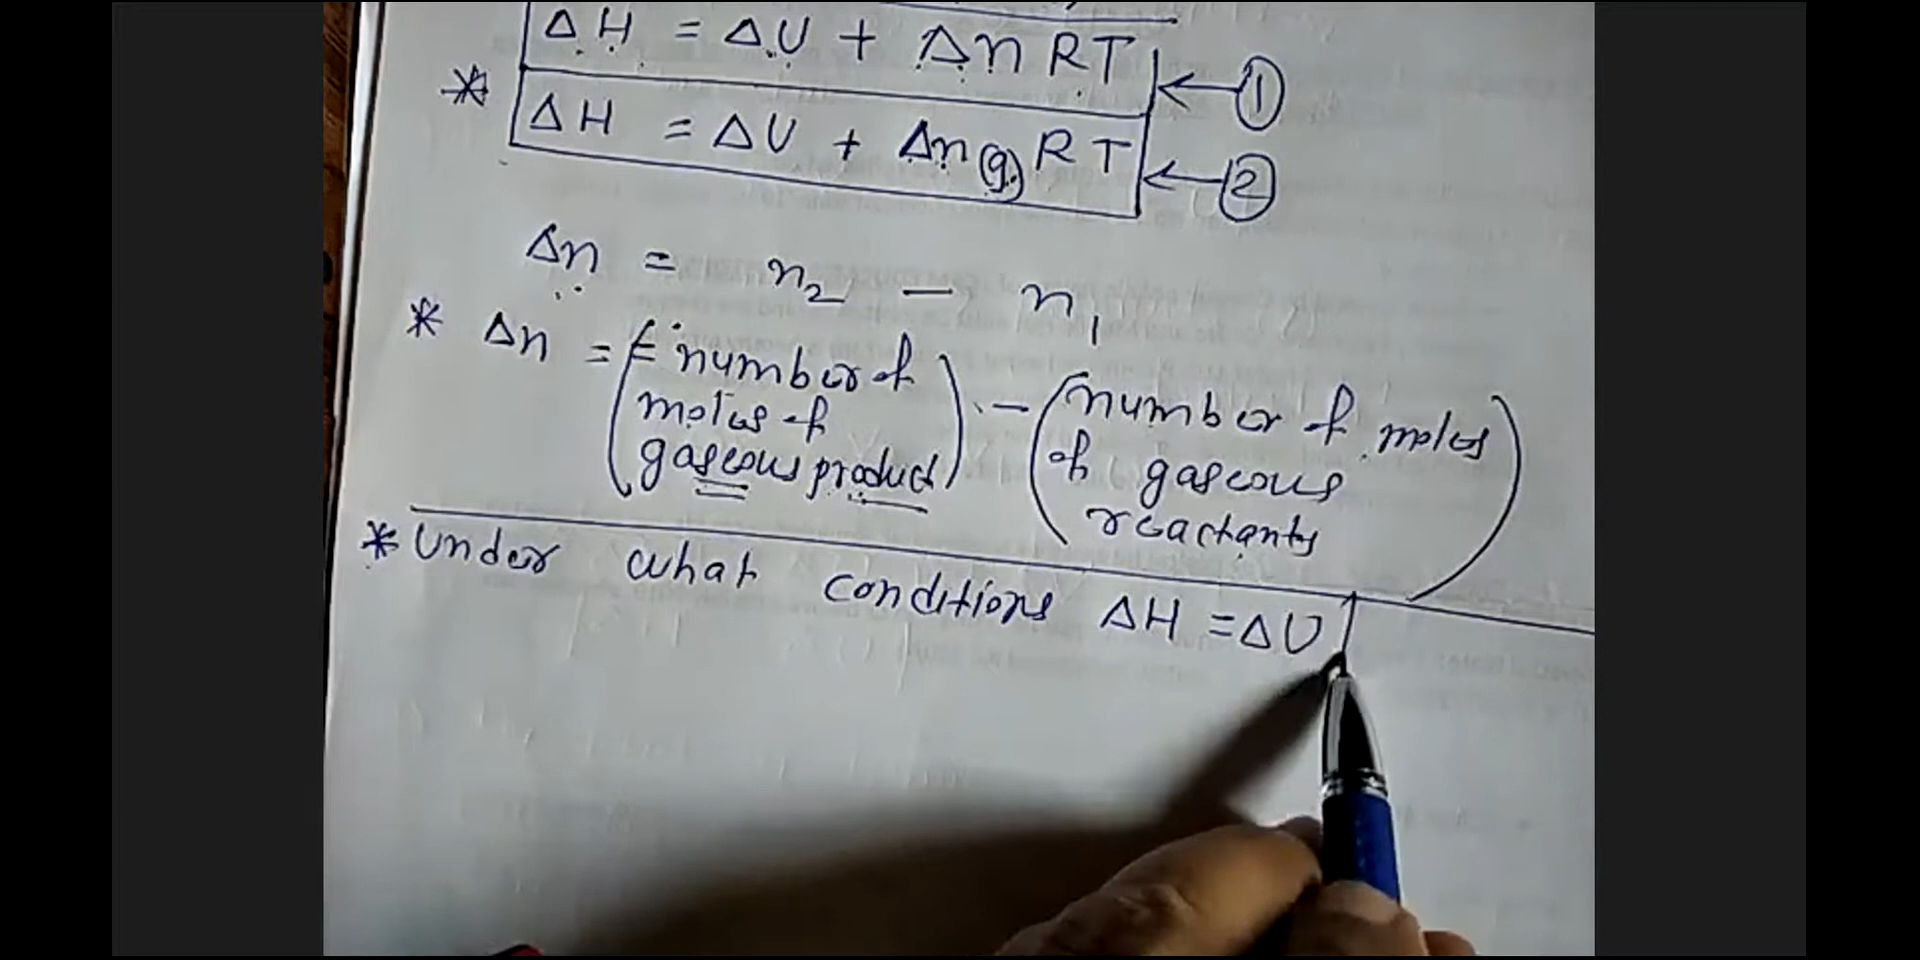 ΔH = ΔU + Δn RT ← ①
* ΔH = ΔU + Δn(g) RT ← ②
Δn = n₂ - n₁
* Δn = (number of moles of gaseous product) - (number of moles of gaseous reactants)
* Under what conditions ΔH = ΔU